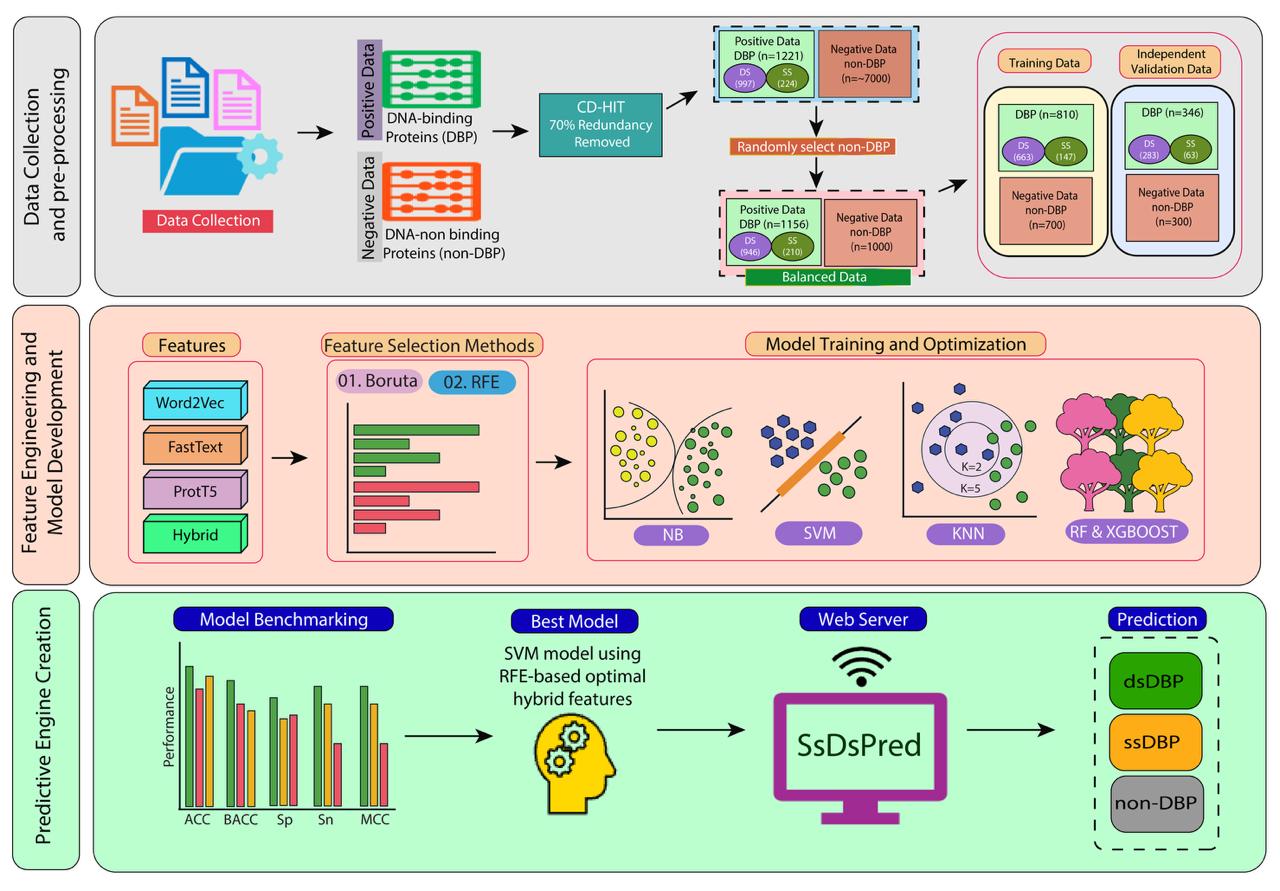 Data Collection
and pre-processing
Data Collection
Positive Data
DNA-binding
Proteins (DBP)
Negative Data
DNA-non binding
Proteins (non-DBP)
CD-HIT
70% Redundancy
Removed
Positive Data
DBP (n=1221)
DS
(997)
SS
(224)
Negative Data
non-DBP
(n=~7000)
Randomly select non-DBP
Positive Data
DBP (n=1156)
DS
(946)
SS
(210)
Negative Data
non-DBP
(n=1000)
Balanced Data
Training Data
DBP (n=810)
DS
(663)
SS
(147)
Negative Data
non-DBP
(n=700)
Independent
Validation Data
DBP (n=346)
DS
(283)
SS
(63)
Negative Data
non-DBP
(n=300)
Feature Engineering and
Model Development
Features
Word2Vec
FastText
ProtT5
Hybrid
Feature Selection Methods
01. Boruta
02. RFE
Model Training and Optimization
NB
SVM
K=2
K=5
KNN
RF & XGBOOST
Predictive Engine Creation
Model Benchmarking
Performance
ACC
BACC
Sp
Sn
MCC
Best Model
SVM model using
RFE-based optimal
hybrid features
Web Server
SsDsPred
Prediction
dsDBP
ssDBP
non-DBP